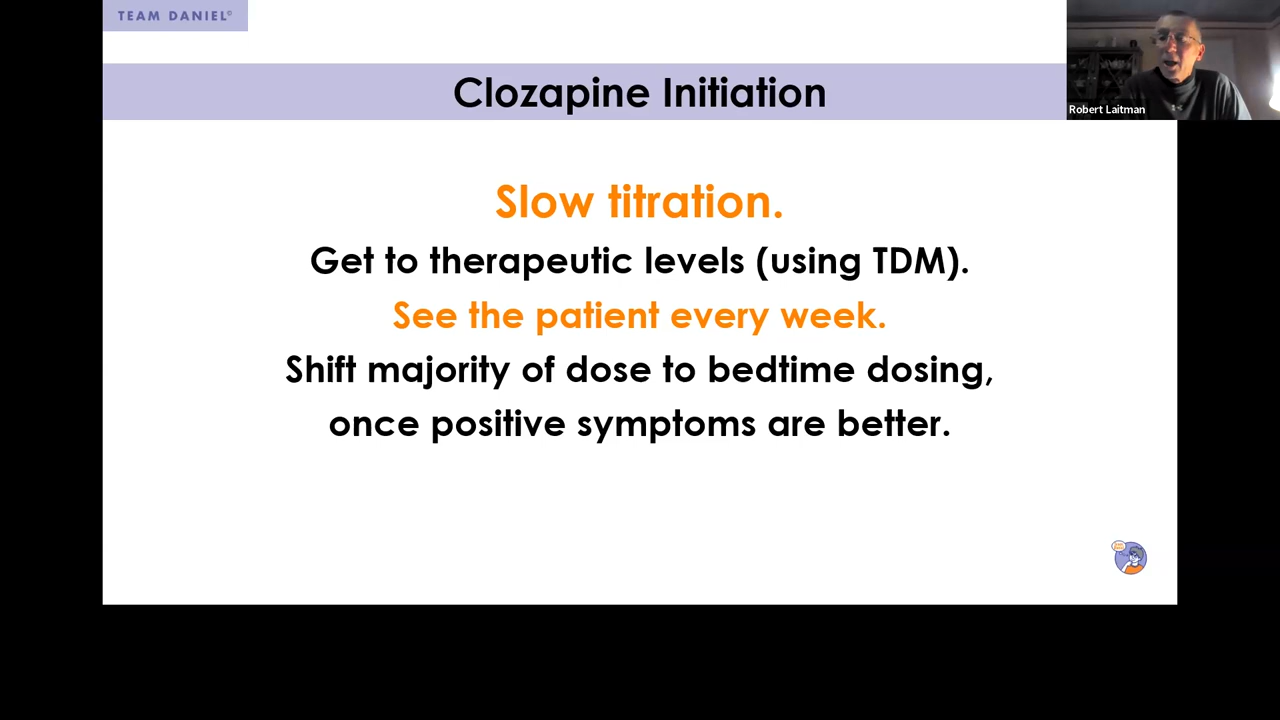 TEAM DANIEL©
Clozapine Initiation
Robert Laitman
Slow titration.
Get to therapeutic levels (using TDM).
See the patient every week.
Shift majority of dose to bedtime dosing,
once positive symptoms are better.